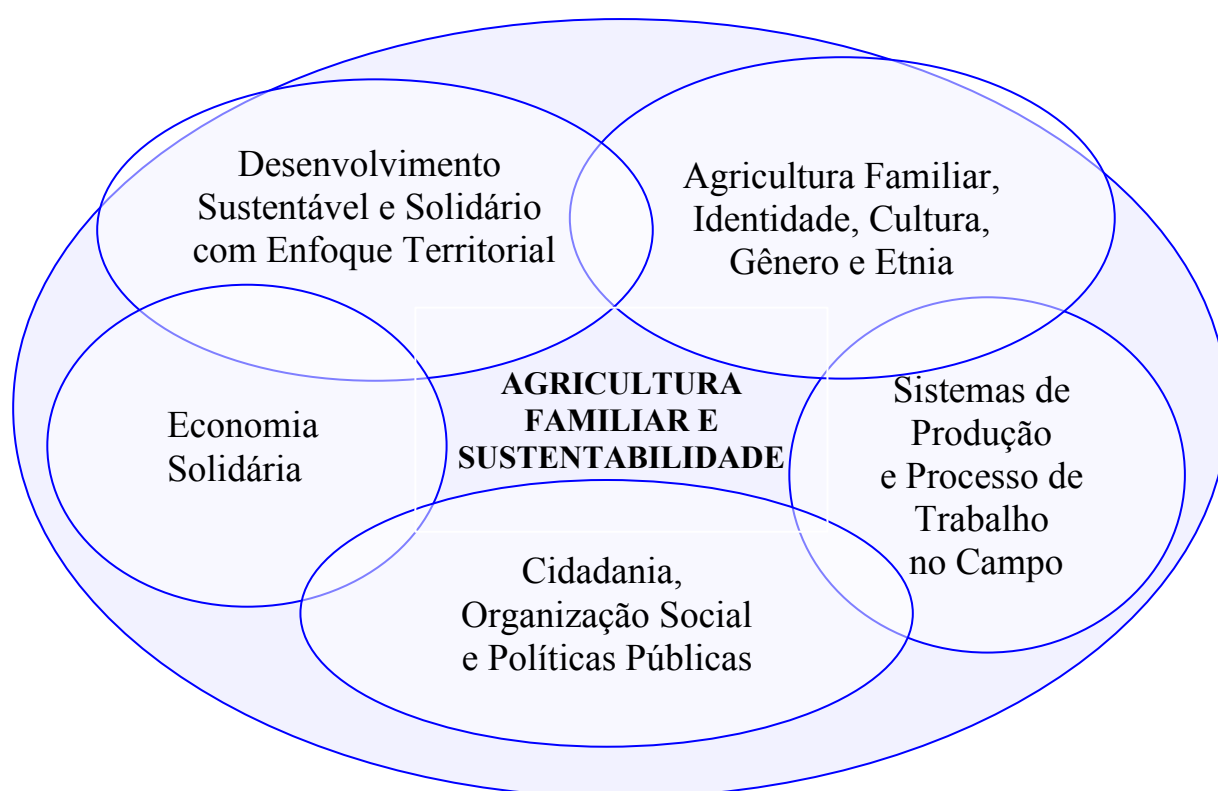 Desenvolvimento
Sustentável e Solidário
com Enfoque Territorial
Agricultura Familiar,
Identidade, Cultura,
Gênero e Etnia
Economia
Solidária
AGRICULTURA
FAMILIAR E
SUSTENTABILIDADE
Sistemas de
Produção
e Processo de
Trabalho
no Campo
Cidadania,
Organização Social
e Políticas Públicas